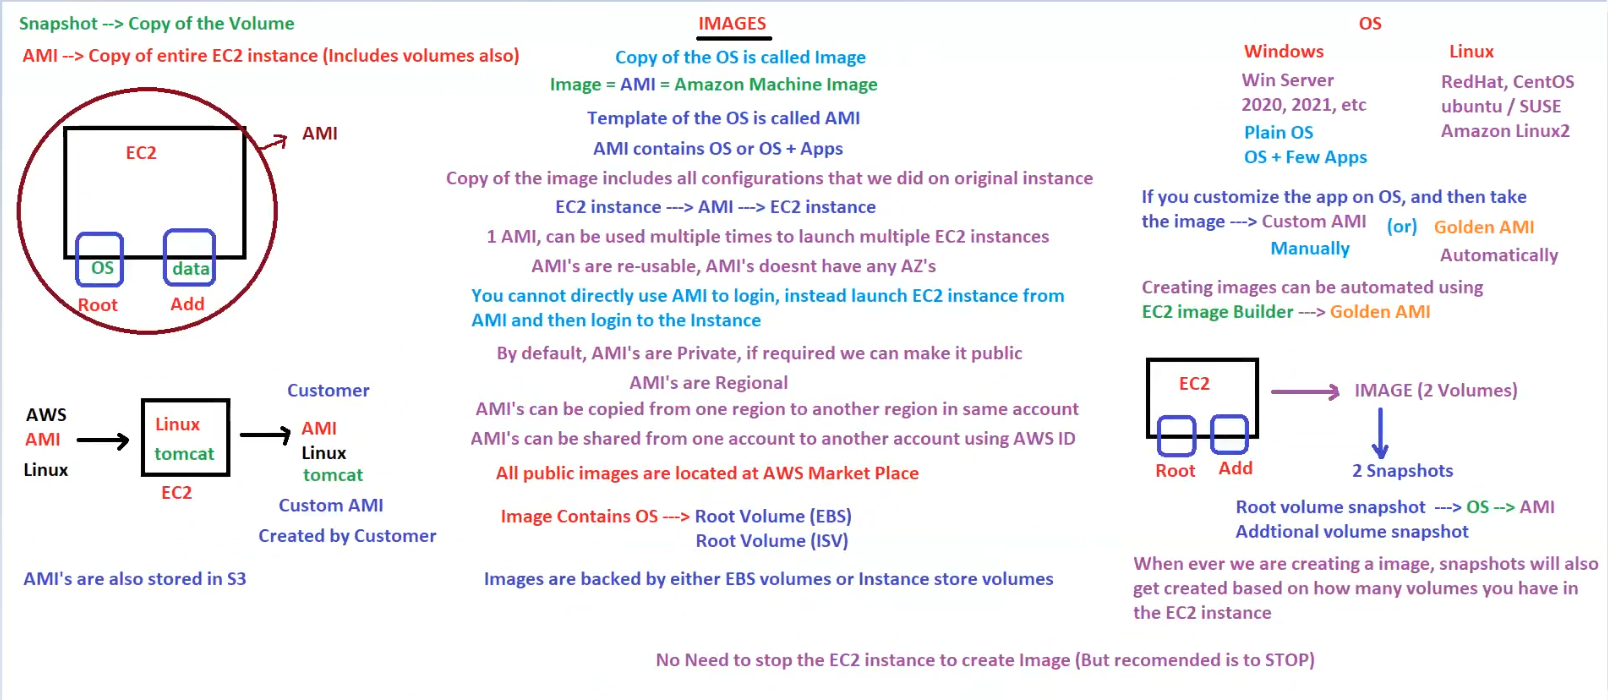 Snapshot --> Copy of the Volume
AMI --> Copy of entire EC2 instance (Includes volumes also)
EC2
AMI
OS
data
Root
Add
Customer
AWS
AMI
Linux
Linux
tomcat
EC2
AMI
Linux
tomcat
Custom AMI
Created by Customer
AMI's are also stored in S3
IMAGES
Copy of the OS is called Image
Image = AMI = Amazon Machine Image
Template of the OS is called AMI
AMI contains OS or OS + Apps
Copy of the image includes all configurations that we did on original instance
EC2 instance ---> AMI ---> EC2 instance
1 AMI, can be used multiple times to launch multiple EC2 instances
AMI's are re-usable, AMI's doesnt have any AZ's
You cannot directly use AMI to login, instead launch EC2 instance from
AMI and then login to the Instance
By default, AMI's are Private, if required we can make it public
AMI's are Regional
AMI's can be copied from one region to another region in same account
AMI's can be shared from one account to another account using AWS ID
All public images are located at AWS Market Place
Image Contains OS ---> Root Volume (EBS)
Root Volume (ISV)
Images are backed by either EBS volumes or Instance store volumes
OS
Windows
Linux
Win Server
2020, 2021, etc
Plain OS
OS + Few Apps
RedHat, CentOS
ubuntu / SUSE
Amazon Linux2
If you customize the app on OS, and then take
the image ---> Custom AMI (or) Golden AMI
Manually
Automatically
Creating images can be automated using
EC2 image Builder ---> Golden AMI
EC2
IMAGE (2 Volumes)
Root
Add
2 Snapshots
Root volume snapshot ---> OS --> AMI
Addtional volume snapshot
When ever we are creating a image, snapshots will also
get created based on how many volumes you have in
the EC2 instance
No Need to stop the EC2 instance to create Image (But recomended is to STOP)